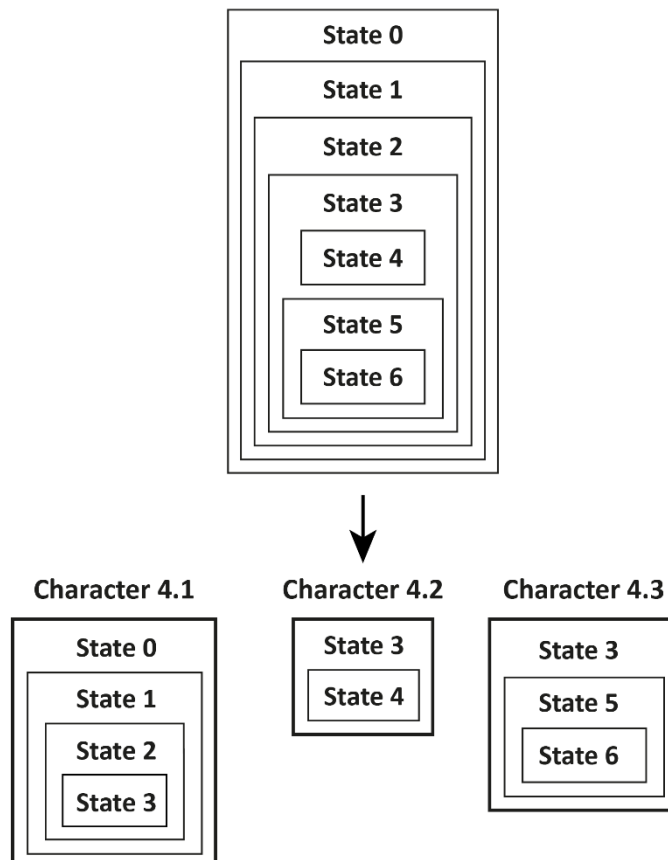 State 0
State 1
State 2
State 3
State 4
State 5
State 6
Character 4.1
Character 4.2
Character 4.3
State 0
State 1
State 2
State 3
State 3
State 4
State 3
State 5
State 6